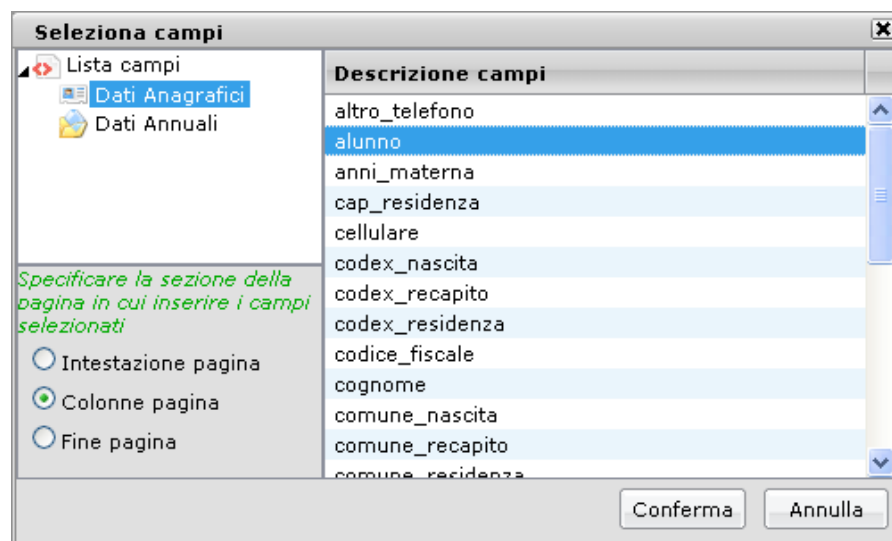 Seleziona campi
Lista campi
Dati Anagrafici
Dati Annuali
Specificare la sezione della
pagina in cui inserire i campi
selezionati
Intestazione pagina
Colonne pagina
Fine pagina
Descrizione campi
altro_telefono
alunno
anni_materna
cap_residenza
cellulare
codex_nascita
codex_recapito
codex_residenza
codice_fiscale
cognome
comune_nascita
comune_recapito
comune_residenza
Conferma
Annulla